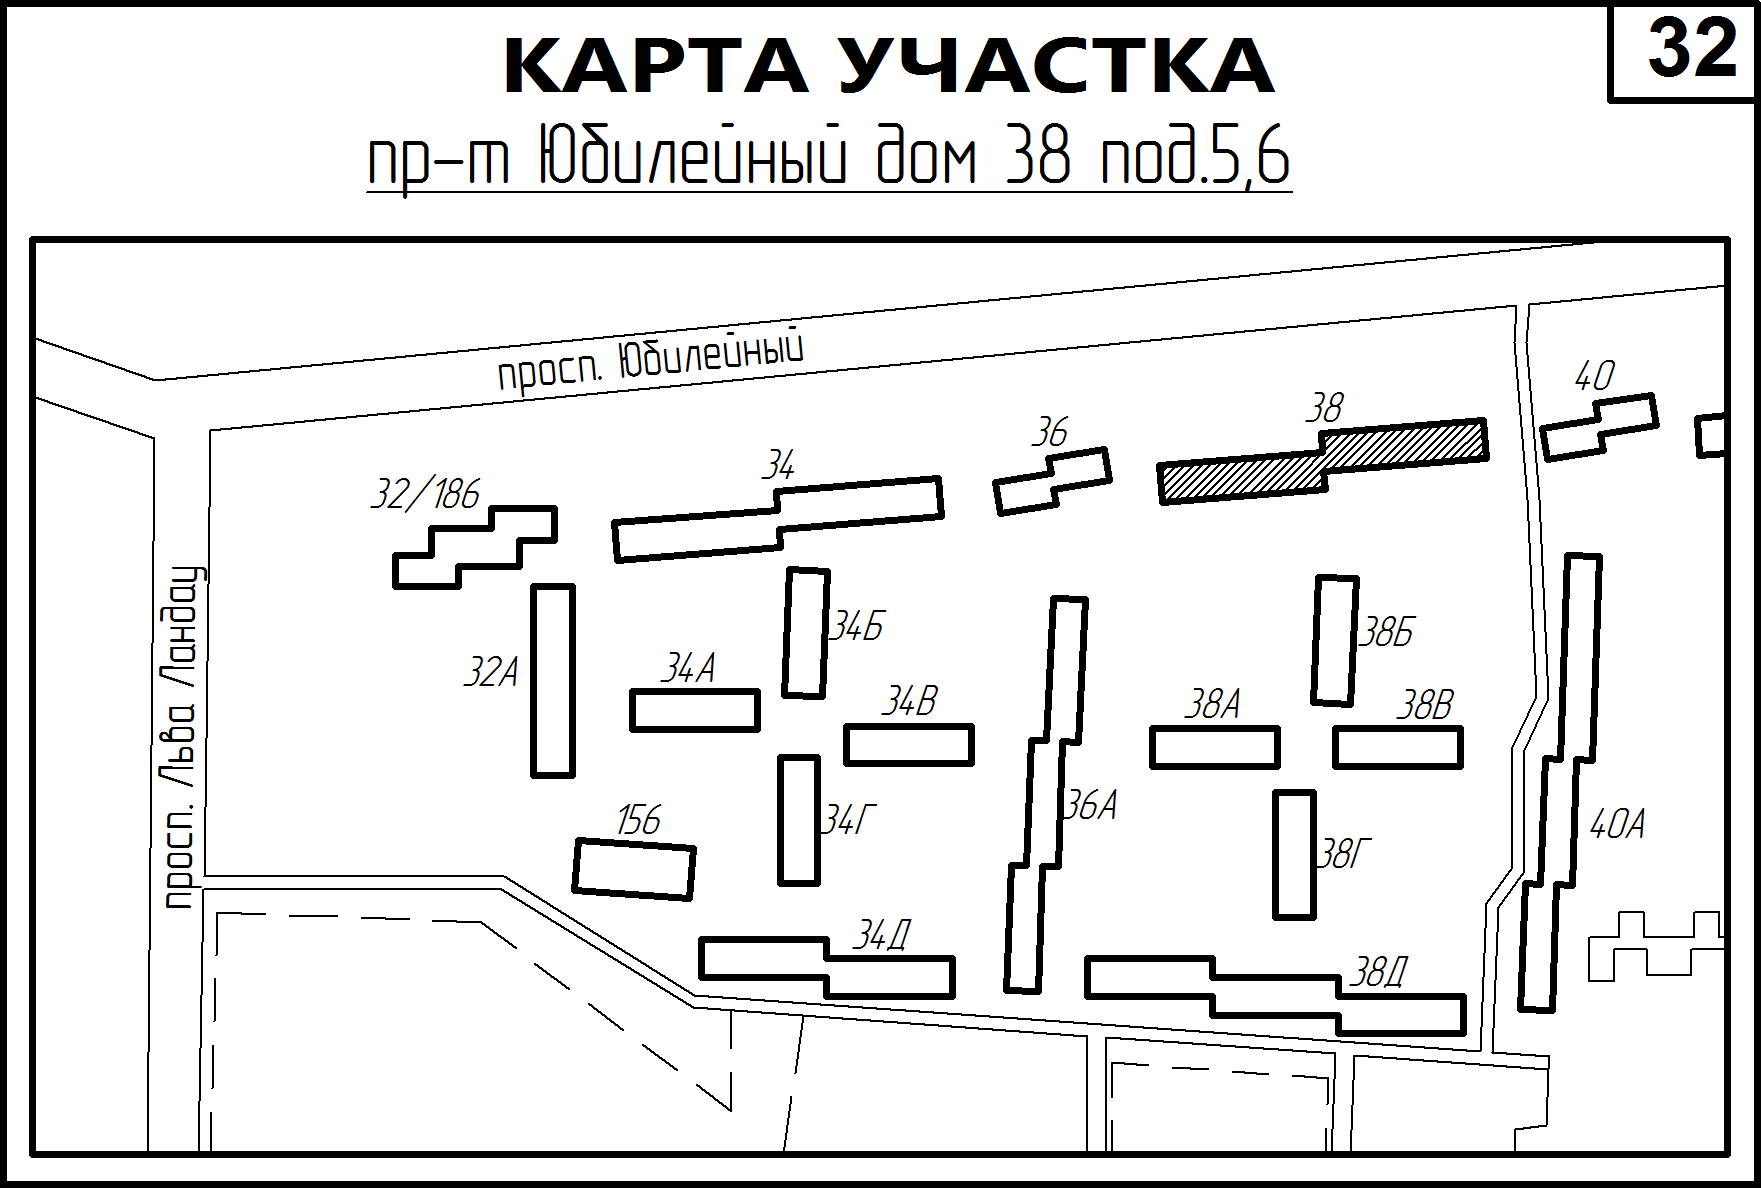 КАРТА УЧАСТКА
32
пр-т Юбилейный дом 38 под.5,6
просп. Юбилейный
40
38
36
34
32/186
34Б
38Б
32А
34А
34В
38А
38В
просп. Льва Ландау
156
34Г
36А
38Г
40А
34Д
38Д